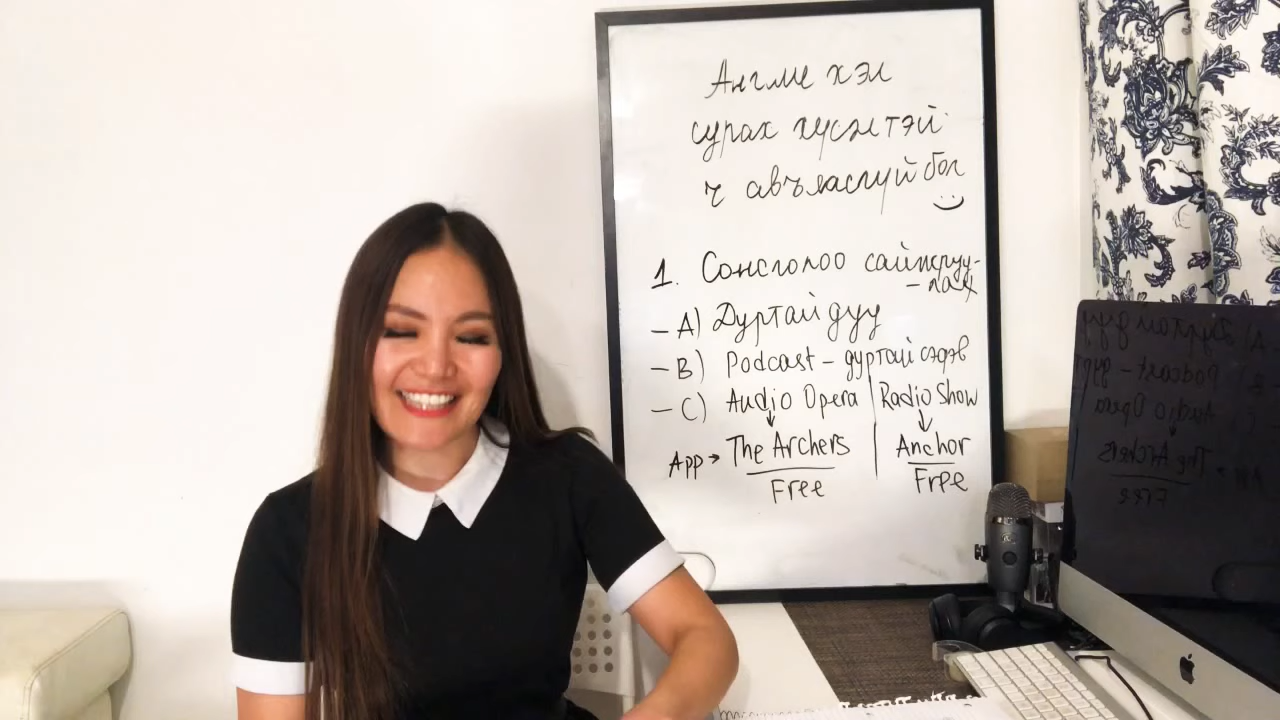 Англи хэл
сурах хүсэлтэй
ч авъяасгүй бол
1. Сонсголоо сайжруу-
- лах
- A) Дуртай дуу
- B) Podcast - дуртай сэдэв
- C) Audio Opera | Radio Show
App → The Archers | Anchor
Free Free